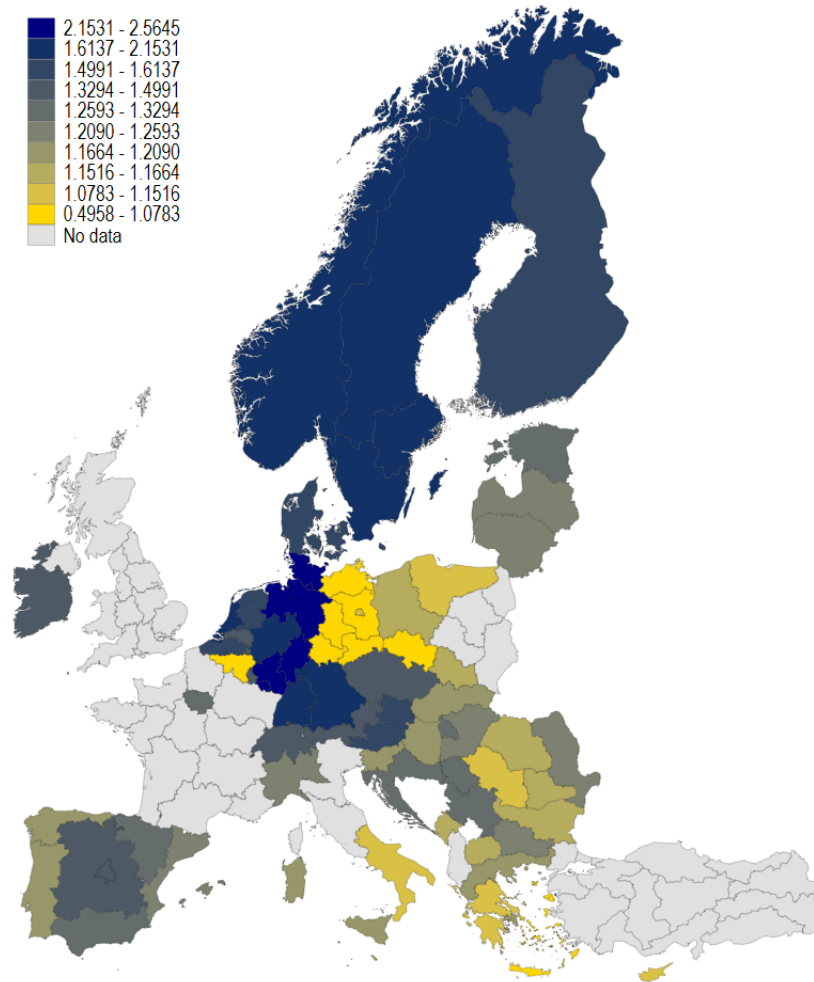 2.1531 - 2.5645
1.6137 - 2.1531
1.4991 - 1.6137
1.3294 - 1.4991
1.2593 - 1.3294
1.2090 - 1.2593
1.1664 - 1.2090
1.1516 - 1.1664
1.0783 - 1.1516
0.4958 - 1.0783
No data